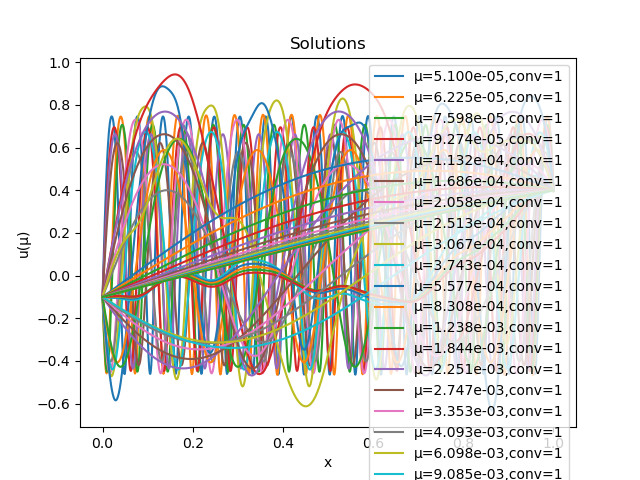 Solutions
1.0
0.8
0.6
0.4
0.2
0.0
−0.2
−0.4
−0.6
u(μ)
0.0
0.2
0.4
0.6
0.8
1.0
x
μ=5.100e-05,conv=1
μ=6.225e-05,conv=1
μ=7.598e-05,conv=1
μ=9.274e-05,conv=1
μ=1.132e-04,conv=1
μ=1.686e-04,conv=1
μ=2.058e-04,conv=1
μ=2.513e-04,conv=1
μ=3.067e-04,conv=1
μ=3.743e-04,conv=1
μ=5.577e-04,conv=1
μ=8.308e-04,conv=1
μ=1.238e-03,conv=1
μ=1.844e-03,conv=1
μ=2.251e-03,conv=1
μ=2.747e-03,conv=1
μ=3.353e-03,conv=1
μ=4.093e-03,conv=1
μ=6.098e-03,conv=1
μ=9.085e-03,conv=1